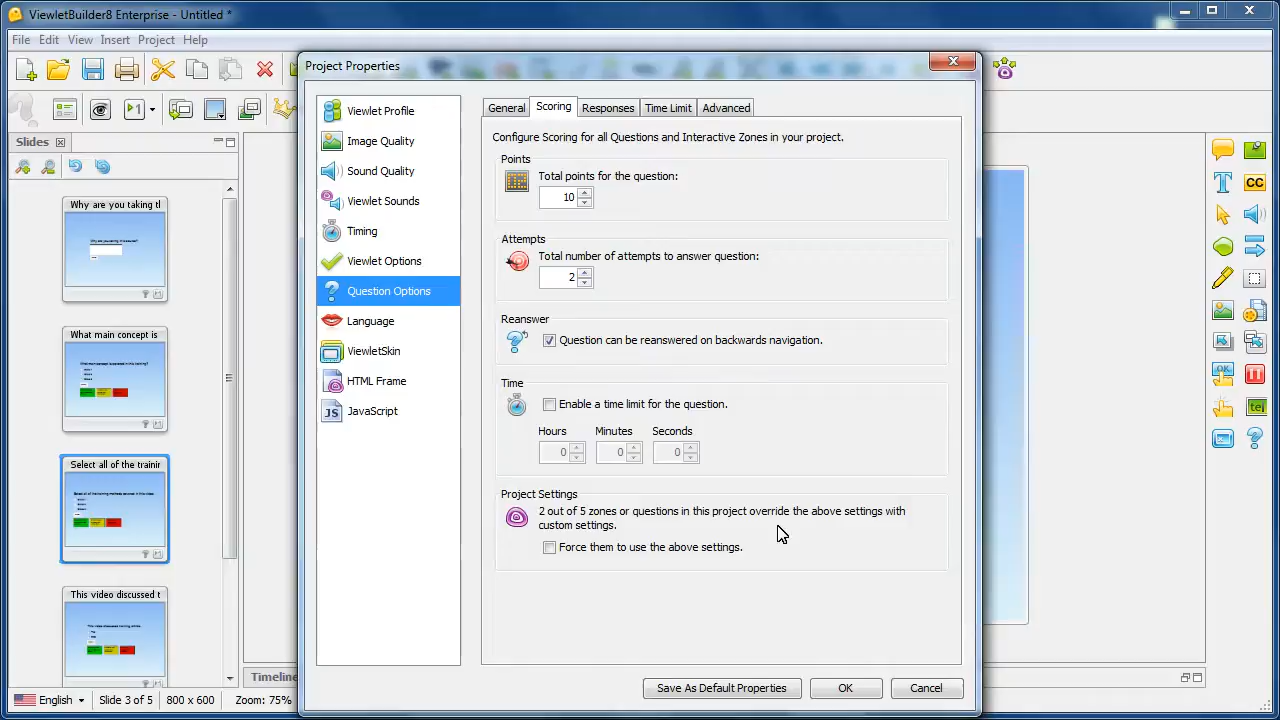 ViewletBuilder8 Enterprise - Untitled *
File Edit View Insert Project Help
Slides
Why are you taking tl
What main concept is
Select all of the trainir
This video discussed t
Project Properties
Viewlet Profile
Image Quality
Sound Quality
Viewlet Sounds
Timing
Viewlet Options
Question Options
Language
ViewletSkin
HTML Frame
JS JavaScript
General Scoring Responses Time Limit Advanced
Configure Scoring for all Questions and Interactive Zones in your project.
Points
Total points for the question:
10
Attempts
Total number of attempts to answer question:
2
Reanswer
Question can be reanswered on backwards navigation.
Time
Enable a time limit for the question.
Hours Minutes Seconds
0 0 0
Project Settings
2 out of 5 zones or questions in this project override the above settings with
custom settings.
Force them to use the above settings.
Save As Default Properties OK Cancel
CC
OK
Timeline
English Slide 3 of 5 800 x 600 Zoom: 75%